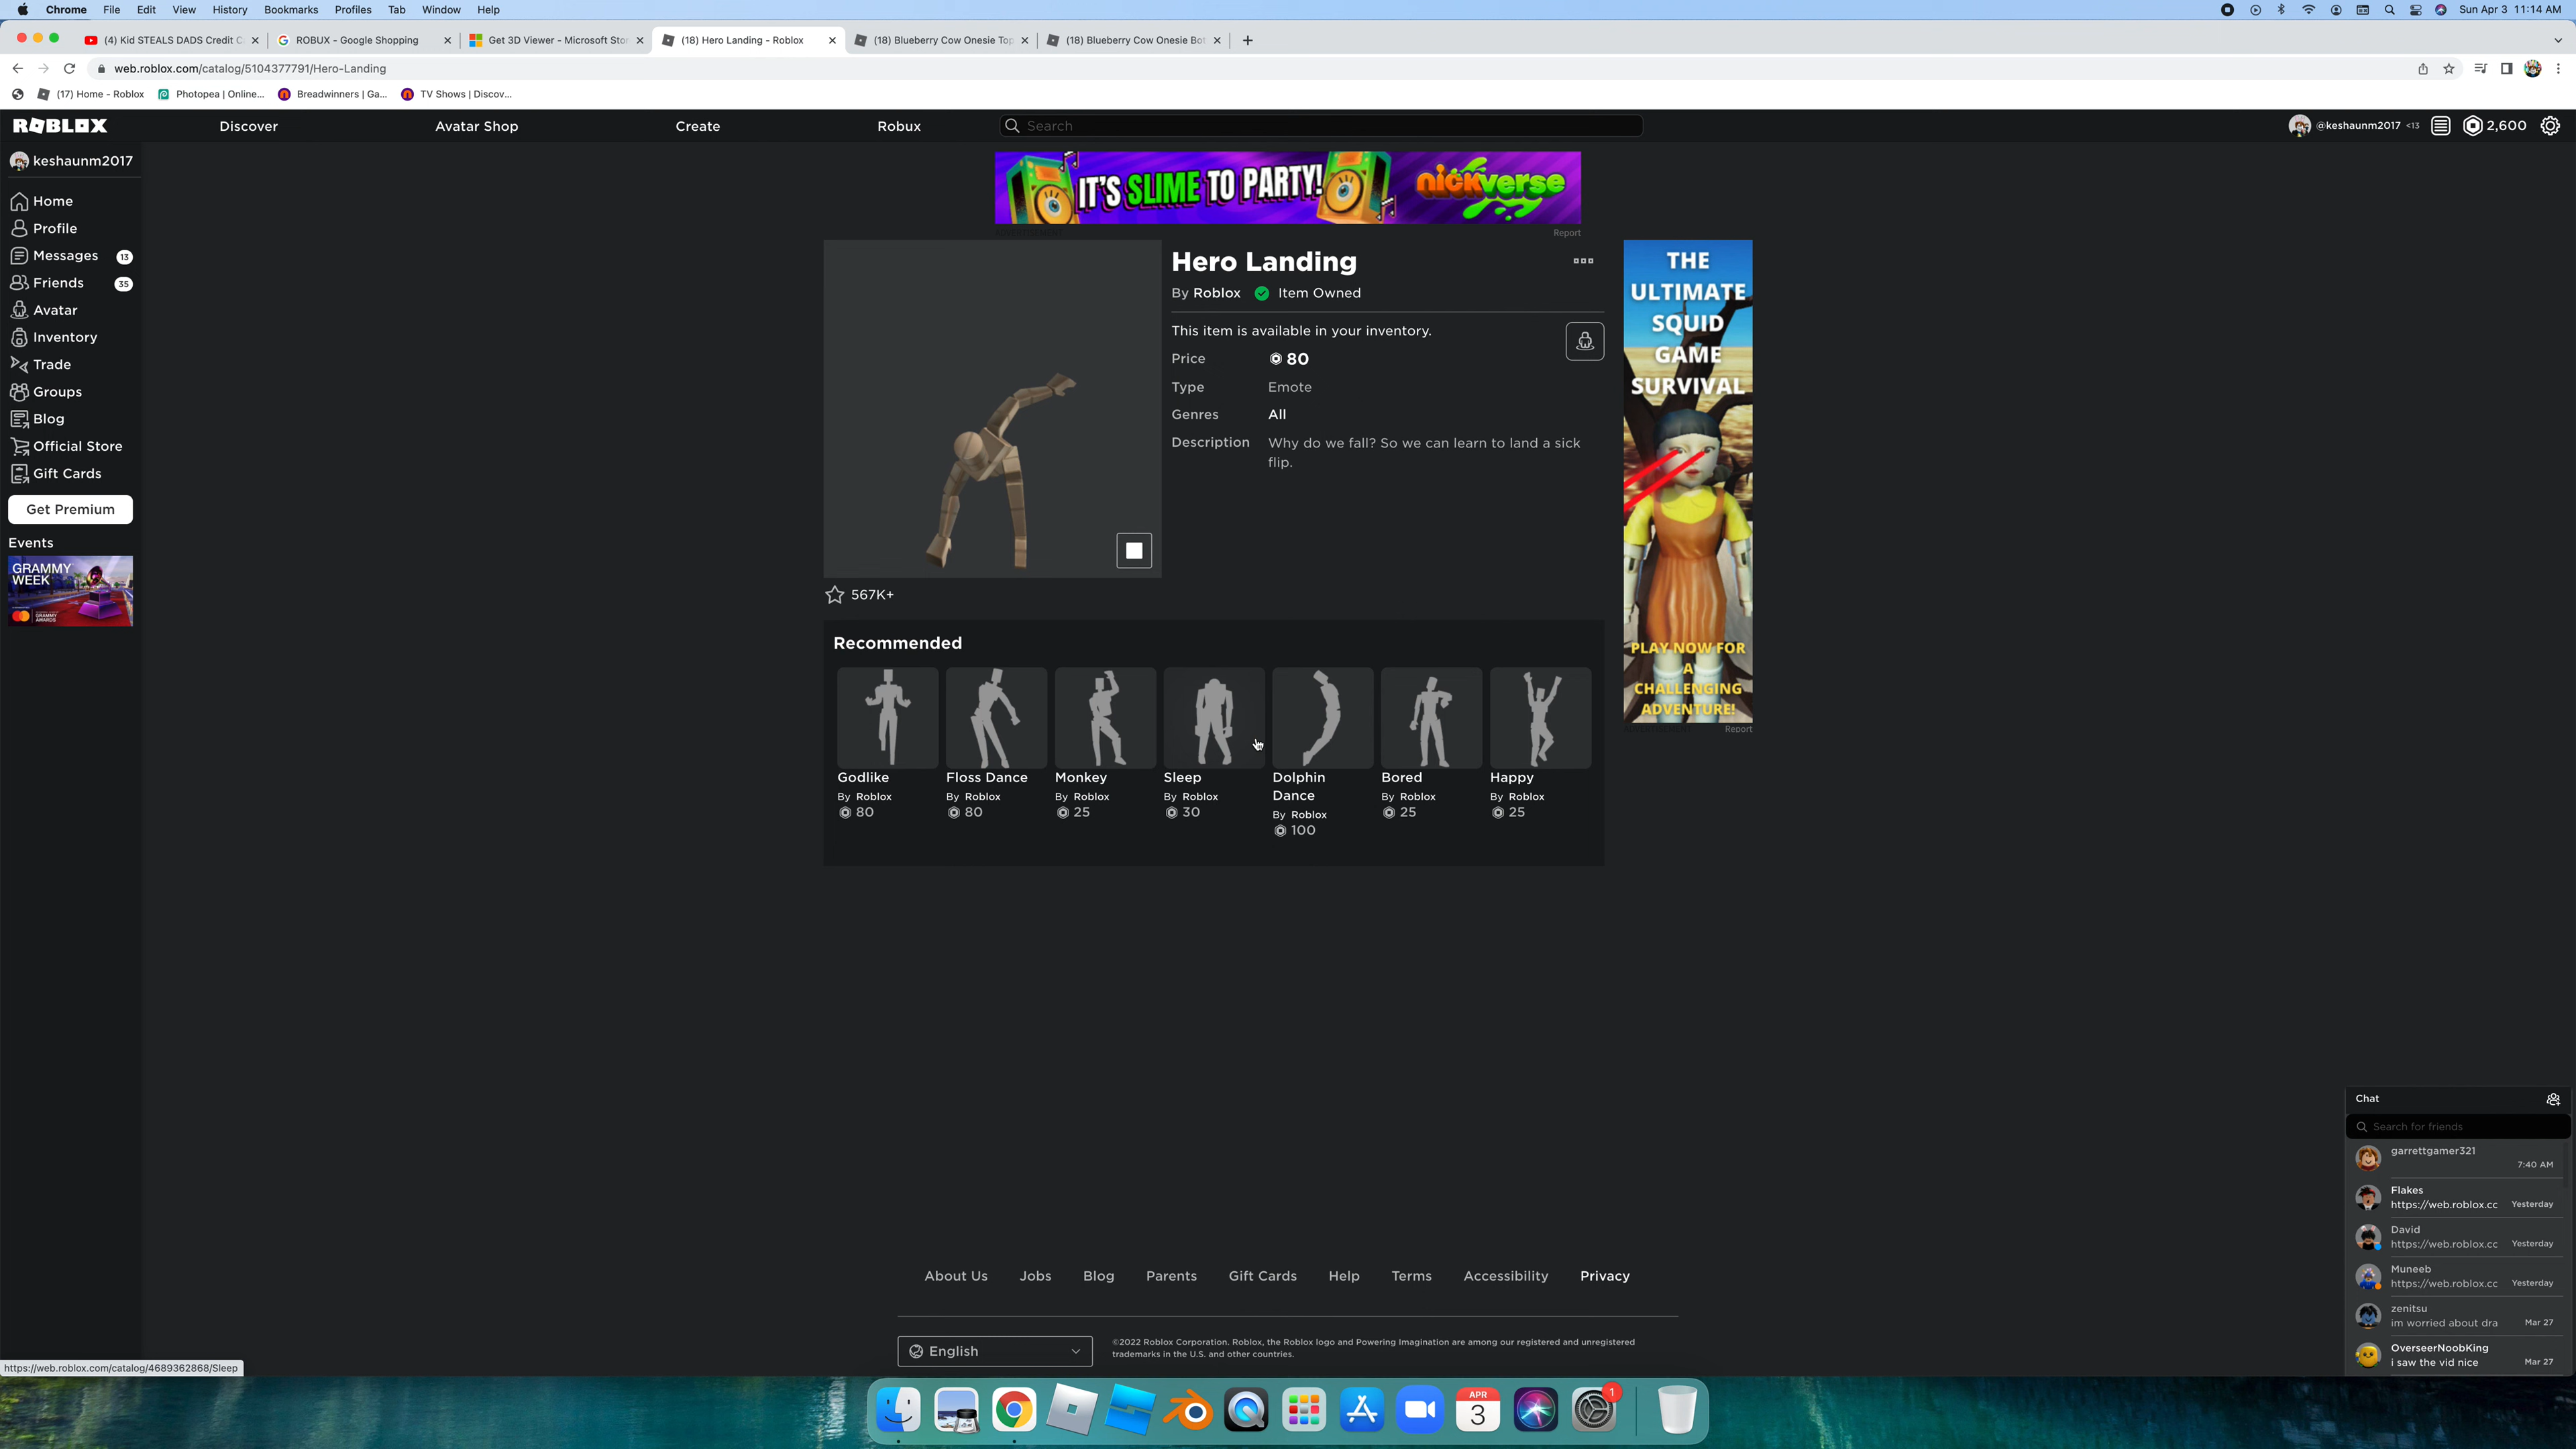 Chrome File Edit View History Bookmarks Profiles Tab Window Help
Sun Apr 3 11:14 AM
(4) Kid STEALS DADS Credit C
ROBUX - Google Shopping
Get 3D Viewer - Microsoft Stor
(18) Hero Landing - Roblox
(18) Blueberry Cow Onesie Top
(18) Blueberry Cow Onesie Bot
web.roblox.com/catalog/5104377791/Hero-Landing
(17) Home - Roblox
Photopea | Online...
Breadwinners | Ga...
TV Shows | Discov...
ROBLOX
Discover
Avatar Shop
Create
Robux
Search
@keshaunm2017 <13
2,600
keshaunm2017
Home
Profile
Messages 13
Friends 35
Avatar
Inventory
Trade
Groups
Blog
Official Store
Gift Cards
Get Premium
Events
GRAMMY
WEEK
IT'S SLIME TO PARTY!
nickverse
ADVERTISEMENT
Report
Hero Landing
By Roblox Item Owned
This item is available in your inventory.
Price 80
Type Emote
Genres All
Description Why do we fall? So we can learn to land a sick
flip.
567K+
THE
ULTIMATE
SQUID
GAME
SURVIVAL
PLAY NOW FOR
A
CHALLENGING
ADVENTURE!
Report
Recommended
Godlike
By Roblox
80
Floss Dance
By Roblox
80
Monkey
By Roblox
25
Sleep
By Roblox
30
Dolphin
Dance
By Roblox
100
Bored
By Roblox
25
Happy
By Roblox
25
Chat
Search for friends
garrettgamer321
7:40 AM
Flakes
https://web.roblox.cc Yesterday
David
https://web.roblox.cc Yesterday
Muneeb
https://web.roblox.cc Yesterday
zenitsu
im worried about dra Mar 27
OverseerNoobKing
i saw the vid nice Mar 27
About Us Jobs Blog Parents Gift Cards Help Terms Accessibility Privacy
English
©2022 Roblox Corporation. Roblox, the Roblox logo and Powering Imagination are among our registered and unregistered
trademarks in the U.S. and other countries.
https://web.roblox.com/catalog/4689362868/Sleep
APR
3
1